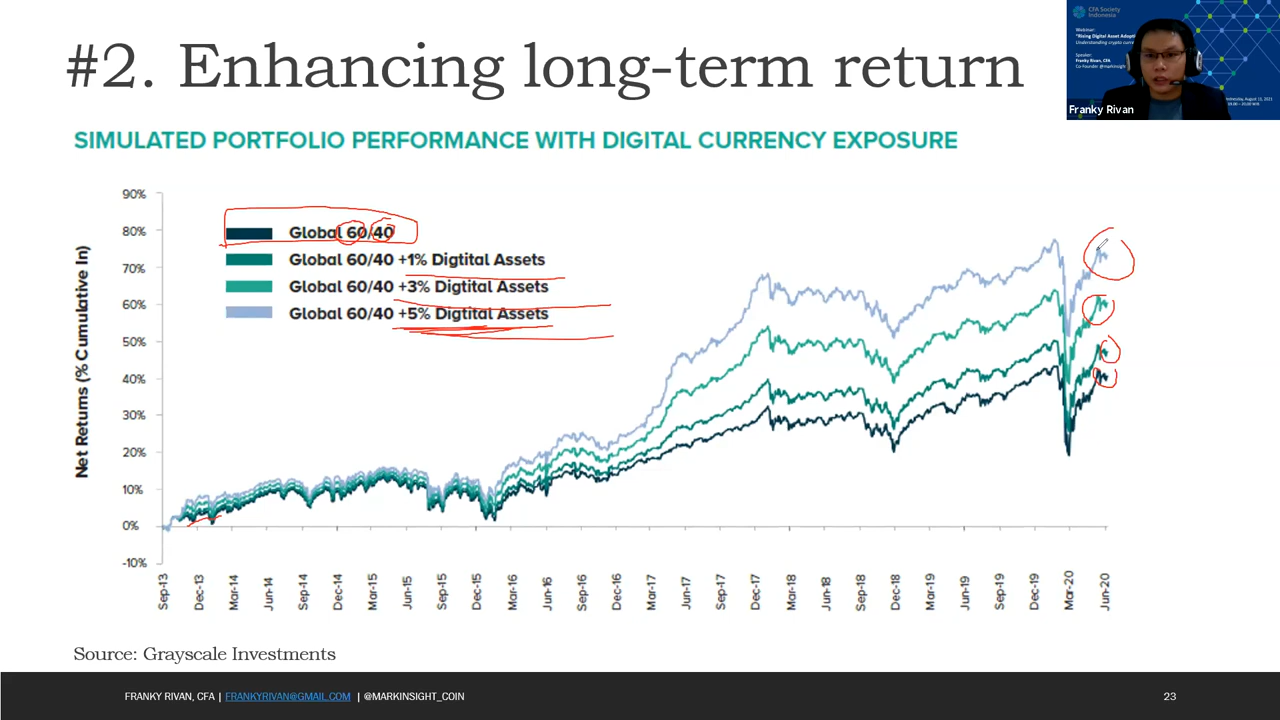 #2. Enhancing long-term return
CFA Society
Indonesia
Webinar:
Speaker:
Franky Rivan, CFA
Franky Rivan
SIMULATED PORTFOLIO PERFORMANCE WITH DIGITAL CURRENCY EXPOSURE
Net Returns (% Cumulative In)
90%
80%
70%
60%
50%
40%
30%
20%
10%
0%
-10%
Global 60/40
Global 60/40 +1% Digtital Assets
Global 60/40 +3% Digtital Assets
Global 60/40 +5% Digtital Assets
Sep-13
Dec-13
Mar-14
Jun-14
Sep-14
Dec-14
Mar-15
Jun-15
Sep-15
Dec-15
Mar-16
Jun-16
Sep-16
Dec-16
Mar-17
Jun-17
Sep-17
Dec-17
Mar-18
Jun-18
Sep-18
Dec-18
Mar-19
Jun-19
Sep-19
Dec-19
Mar-20
Jun-20
Source: Grayscale Investments
FRANKY RIVAN, CFA | FRANKYRIVAN@GMAIL.COM | @MARKINSIGHT_COIN
23